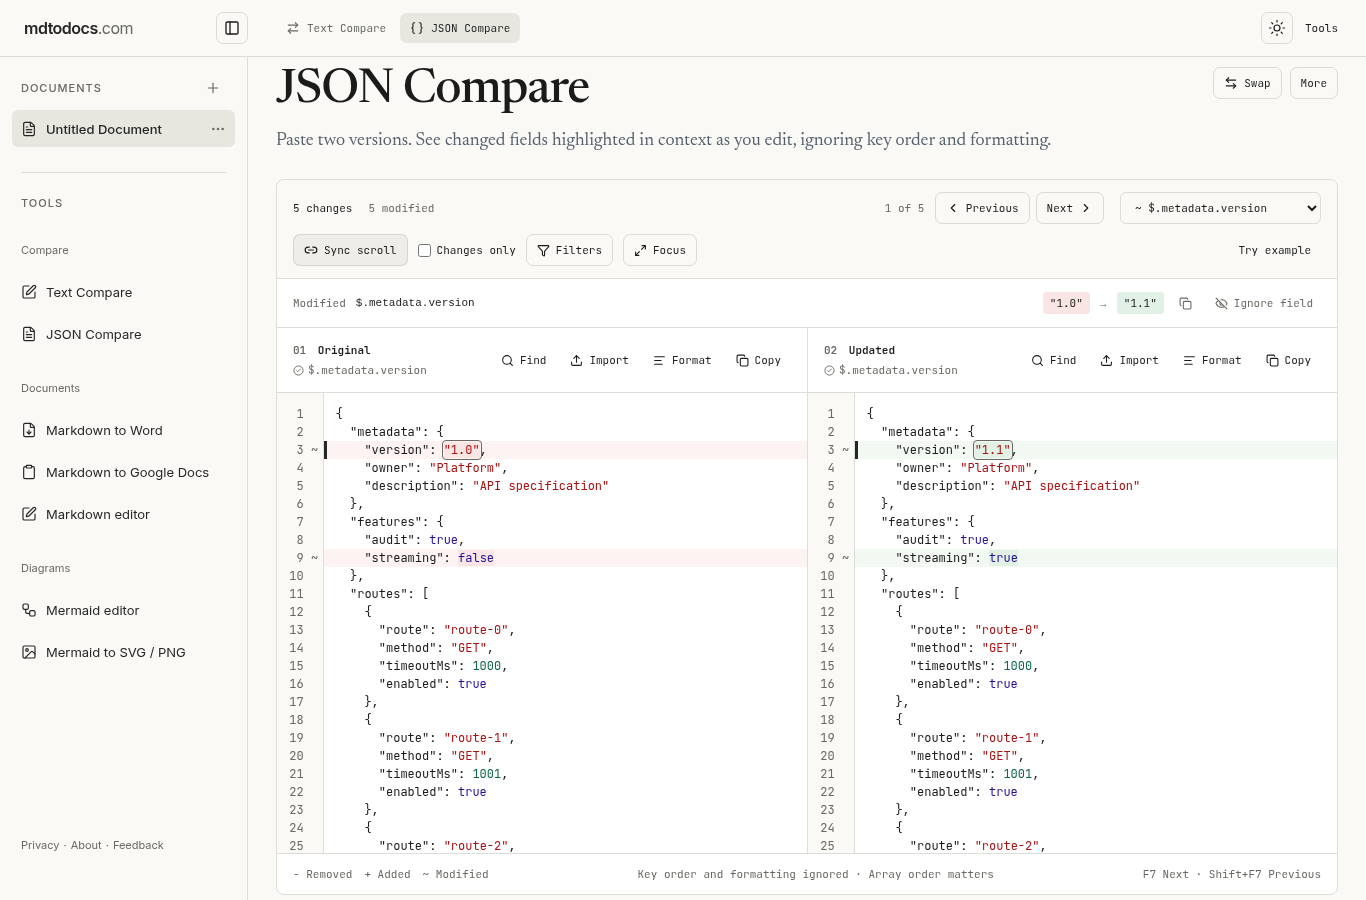 mdtodocs.com
Text Compare
{} JSON Compare
Tools
DOCUMENTS
Untitled Document
TOOLS
Compare
Text Compare
JSON Compare
Documents
Markdown to Word
Markdown to Google Docs
Markdown editor
Diagrams
Mermaid editor
Mermaid to SVG / PNG
Privacy · About · Feedback
JSON Compare
Swap
More
Paste two versions. See changed fields highlighted in context as you edit, ignoring key order and formatting.
5 changes 5 modified
1 of 5
Previous
Next
~ $.metadata.version
Sync scroll
Changes only
Filters
Focus
Try example
Modified $.metadata.version
"1.0" → "1.1"
Ignore field
01 Original
$.metadata.version
Find
Import
Format
Copy
1 {
2 "metadata": {
3 ~ "version": "1.0",
4 "owner": "Platform",
5 "description": "API specification"
6 },
7 "features": {
8 "audit": true,
9 ~ "streaming": false
10 },
11 "routes": [
12 {
13 "route": "route-0",
14 "method": "GET",
15 "timeoutMs": 1000,
16 "enabled": true
17 },
18 {
19 "route": "route-1",
20 "method": "GET",
21 "timeoutMs": 1001,
22 "enabled": true
23 },
24 {
25 "route": "route-2",
02 Updated
$.metadata.version
Find
Import
Format
Copy
1 {
2 "metadata": {
3 ~ "version": "1.1",
4 "owner": "Platform",
5 "description": "API specification"
6 },
7 "features": {
8 "audit": true,
9 ~ "streaming": true
10 },
11 "routes": [
12 {
13 "route": "route-0",
14 "method": "GET",
15 "timeoutMs": 1000,
16 "enabled": true
17 },
18 {
19 "route": "route-1",
20 "method": "GET",
21 "timeoutMs": 1001,
22 "enabled": true
23 },
24 {
25 "route": "route-2",
- Removed + Added ~ Modified
Key order and formatting ignored · Array order matters
F7 Next · Shift+F7 Previous